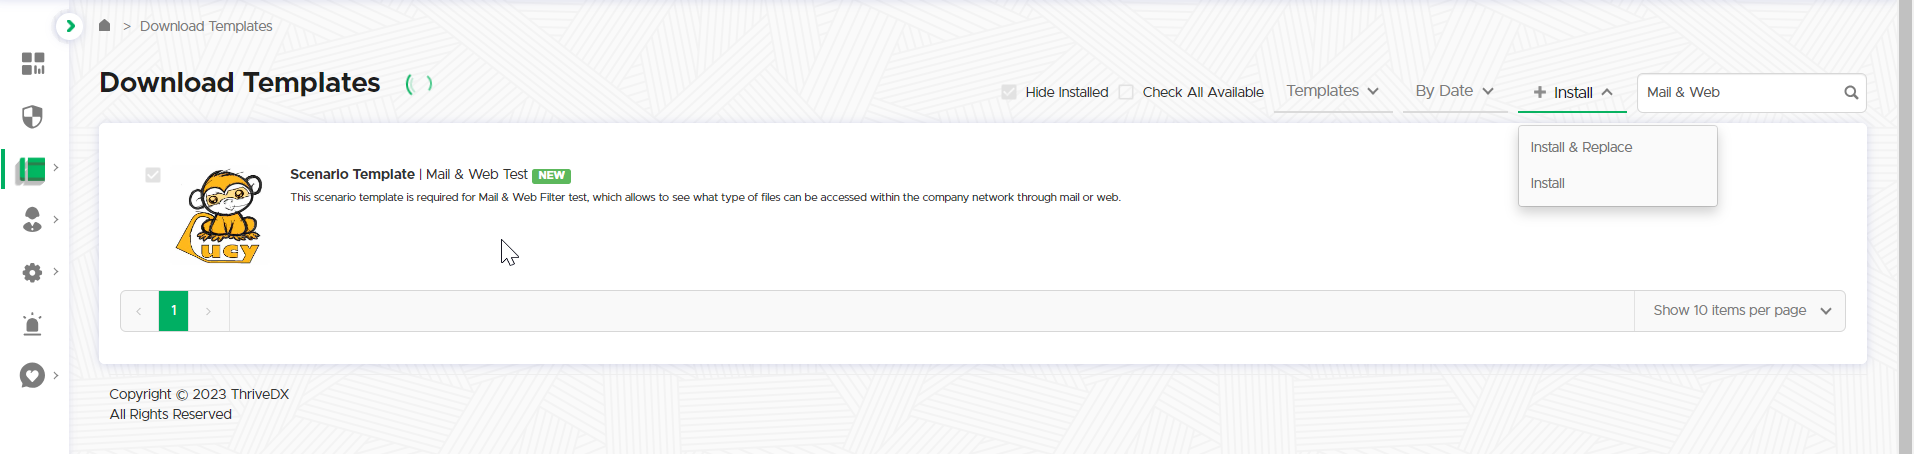 > Download Templates
Download Templates
Hide Installed
Check All Available
Templates
By Date
+ Install
Mail & Web
Install & Replace
Install
Scenario Template | Mail & Web Test NEW
This scenario template is required for Mail & Web Filter test, which allows to see what type of files can be accessed within the company network through mail or web.
ucy
< 1 >
Show 10 items per page
Copyright © 2023 ThriveDX
All Rights Reserved